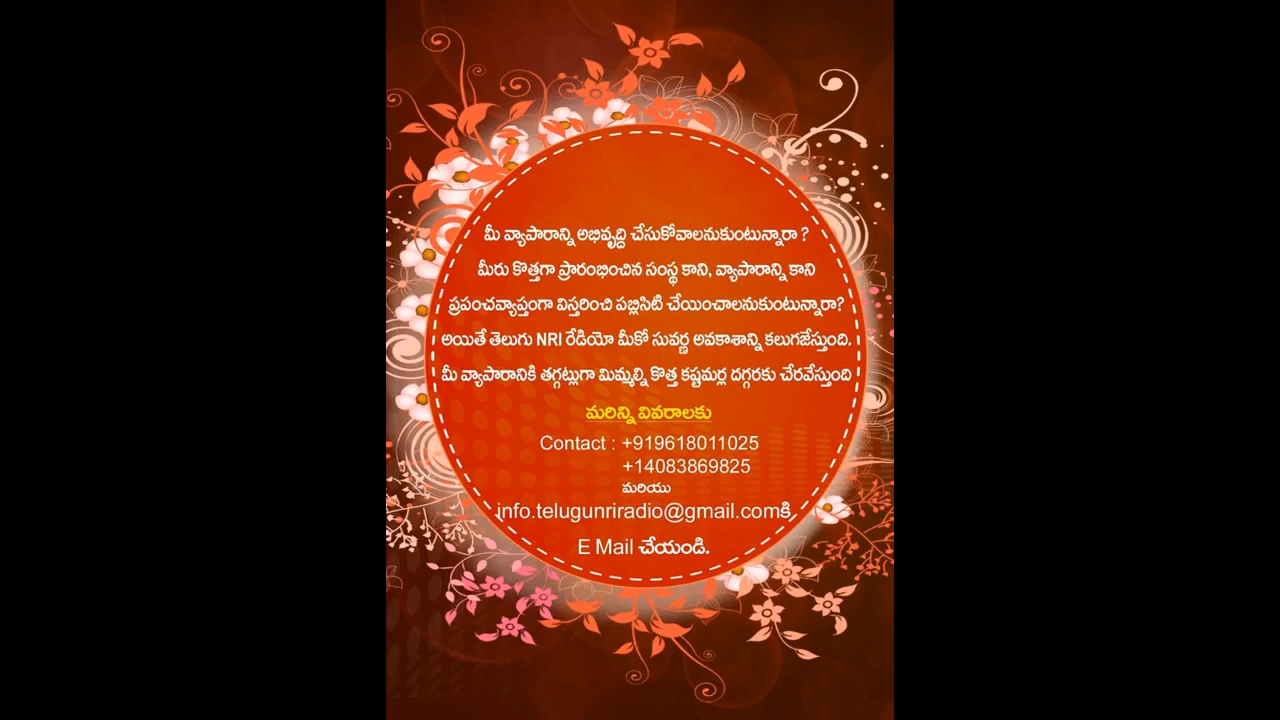 మీ వ్యాపారాన్ని అభివృద్ది చేసుకోవాలనుకుంటున్నారా ?
మీరు కొత్తగా ప్రారంభించిన సంస్థ కాని, వ్యాపారాన్ని కాని
ప్రపంచవ్యాప్తంగా విస్తరించి పబ్లిసిటి చేయించాలనుకుంటున్నారా?
అయితే తెలుగు NRI రేడియో మీకో సువర్ణ అవకాశాన్ని కలుగజేస్తుంది.
మీ వ్యాపారానికి తగ్గట్లుగా మిమ్మల్ని కొత్త కష్టమర్ల దగ్గరకు చేరవేస్తుంది
మరిన్ని వివరాలకు
Contact : +919618011025
+14083869825
మరియు
info.telugunriradio@gmail.comకి
E Mail చేయండి.